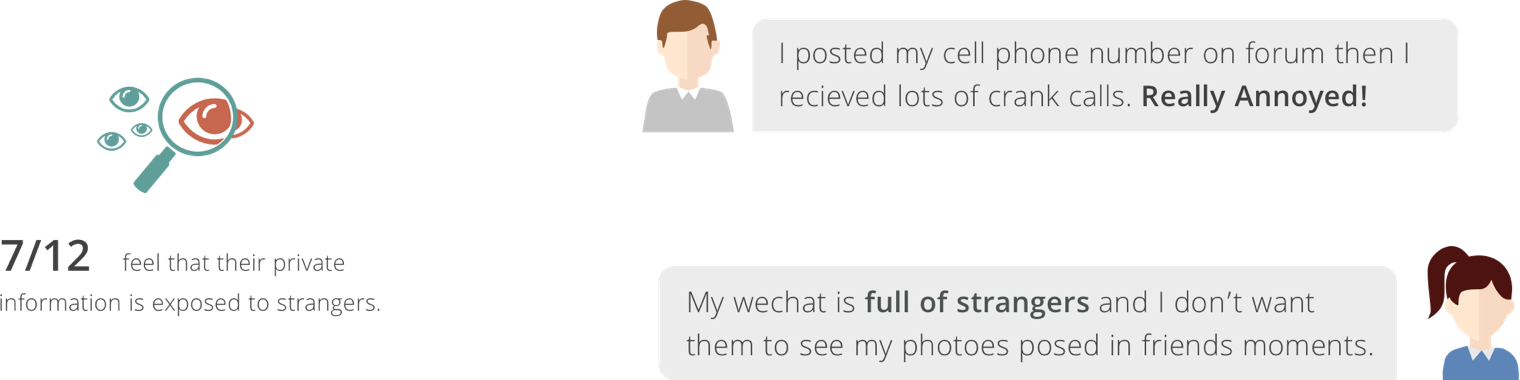 7/12 feel that their private
information is exposed to strangers.
I posted my cell phone number on forum then I
recieved lots of crank calls. Really Annoyed!
My wechat is full of strangers and I don’t want
them to see my photoes posed in friends moments.